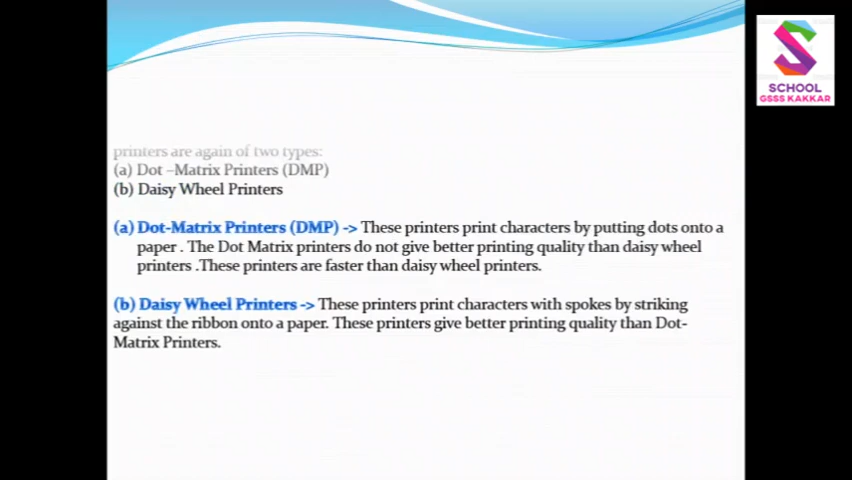 SCHOOL
GSSS KAKKAR
printers are again of two types:
(a) Dot –Matrix Printers (DMP)
(b) Daisy Wheel Printers
(a) Dot-Matrix Printers (DMP) -> These printers print characters by putting dots onto a
paper . The Dot Matrix printers do not give better printing quality than daisy wheel
printers .These printers are faster than daisy wheel printers.
(b) Daisy Wheel Printers -> These printers print characters with spokes by striking
against the ribbon onto a paper. These printers give better printing quality than Dot-
Matrix Printers.